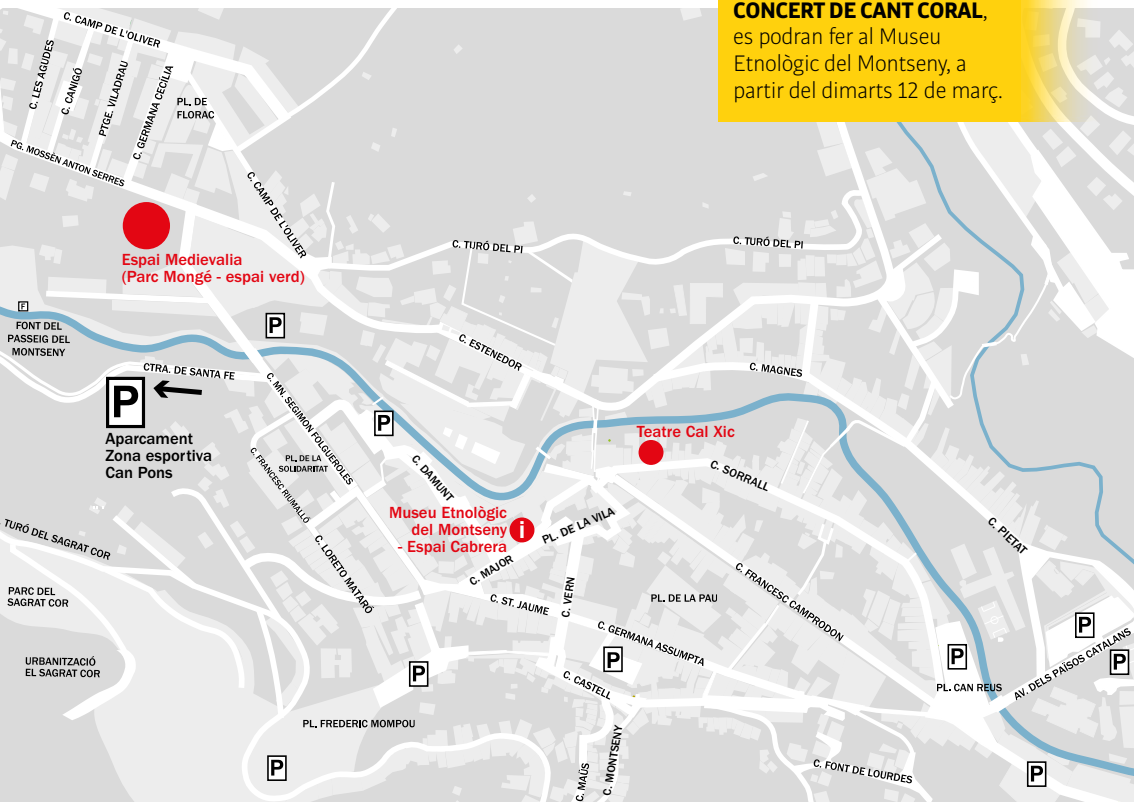 CONCERT DE CANT CORAL,
es podran fer al Museu
Etnològic del Montseny, a
partir del dimarts 12 de març.
C. CAMP DE L'OLIVER
C. LES AGUDES
C. CANIGÓ
PTGE. VILADRAU
C. GERMANA CECÍLIA
PL. DE
FLORAC
PG. MOSSÈN ANTON SERRES
C. CAMP DE L'OLIVER
Espai Medievalia
(Parc Mongé - espai verd)
C. TURÓ DEL PI
C. TURÓ DEL PI
F
FONT DEL
PASSEIG DEL
MONTSENY
P
C. ESTENEDOR
C. MAGNES
CTRA. DE SANTA FE
P
Aparcament
Zona esportiva
Can Pons
C. MN. SEGIMON FOLGUEROLES
P
Teatre Cal Xic
C. FRANCESC RIUMALLÓ
PL. DE LA
SOLIDARITAT
C. DAMUNT
C. SORRALL
Museu Etnològic
del Montseny
- Espai Cabrera
i
PL. DE LA VILA
C. PIETAT
TURÓ DEL SAGRAT COR
C. LORETO MATARÓ
C. MAJOR
C. VERN
C. FRANCESC CAMPRODON
PARC DEL
SAGRAT COR
C. ST. JAUME
PL. DE LA PAU
C. GERMANA ASSUMPTA
P
URBANITZACIÓ
EL SAGRAT COR
P
P
P
P
AV. DELS PAÏSOS CATALANS
C. CASTELL
PL. CAN REUS
PL. FREDERIC MOMPOU
C. MAÚS
C. MONTSENY
P
C. FONT DE LOURDES
P